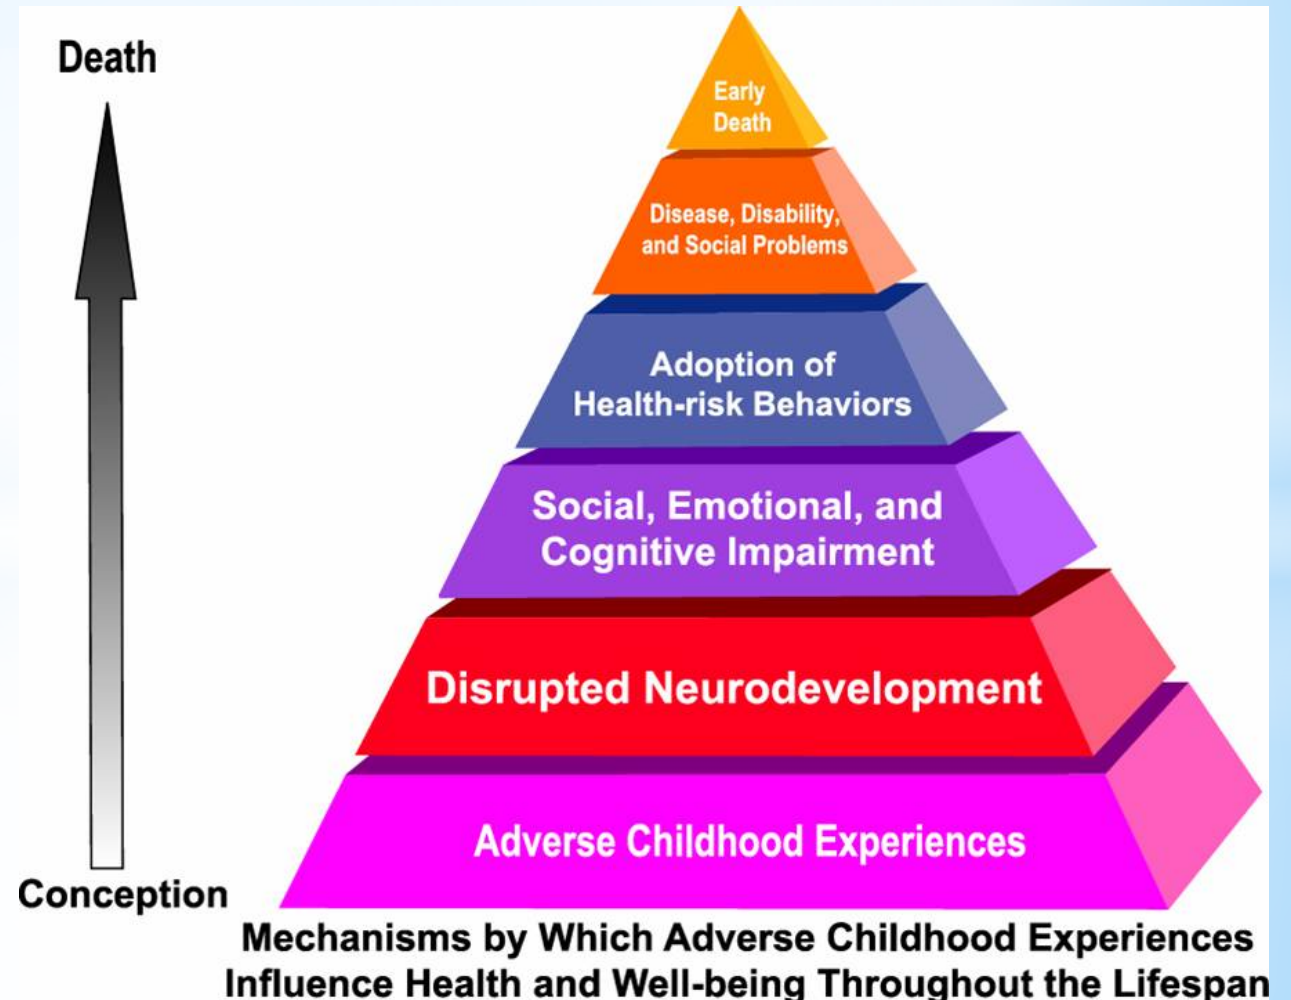 Death
Early
Death
Disease, Disability,
and Social Problems
Adoption of
Health-risk Behaviors
Social, Emotional, and
Cognitive Impairment
Disrupted Neurodevelopment
Adverse Childhood Experiences
Conception
Mechanisms by Which Adverse Childhood Experiences
Influence Health and Well-being Throughout the Lifespan